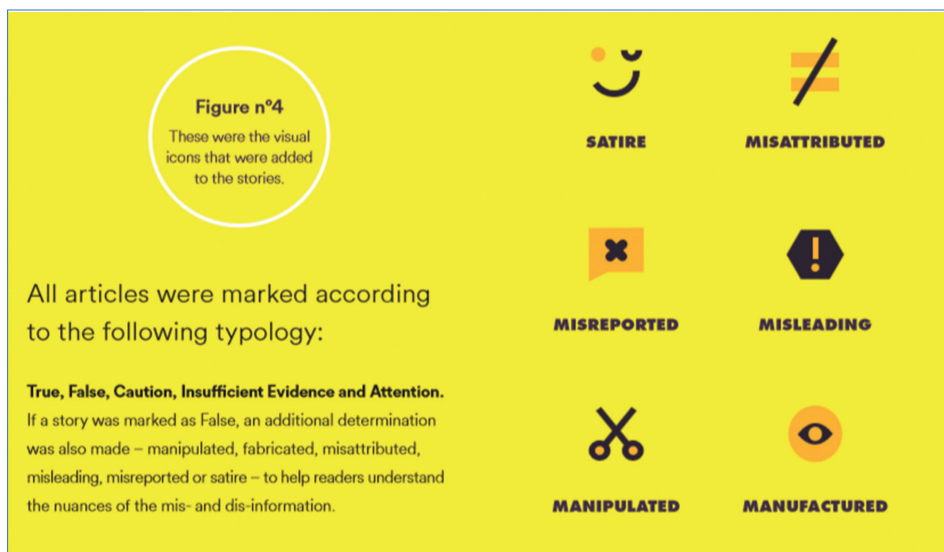 Figure nº4
These were the visual
icons that were added
to the stories.
All articles were marked according
to the following typology:
True, False, Caution, Insufficient Evidence and Attention.
If a story was marked as False, an additional determination
was also made – manipulated, fabricated, misattributed,
misleading, misreported or satire – to help readers understand
the nuances of the mis- and dis-information.
SATIRE
MISATTRIBUTED
MISREPORTED
MISLEADING
MANIPULATED
MANUFACTURED